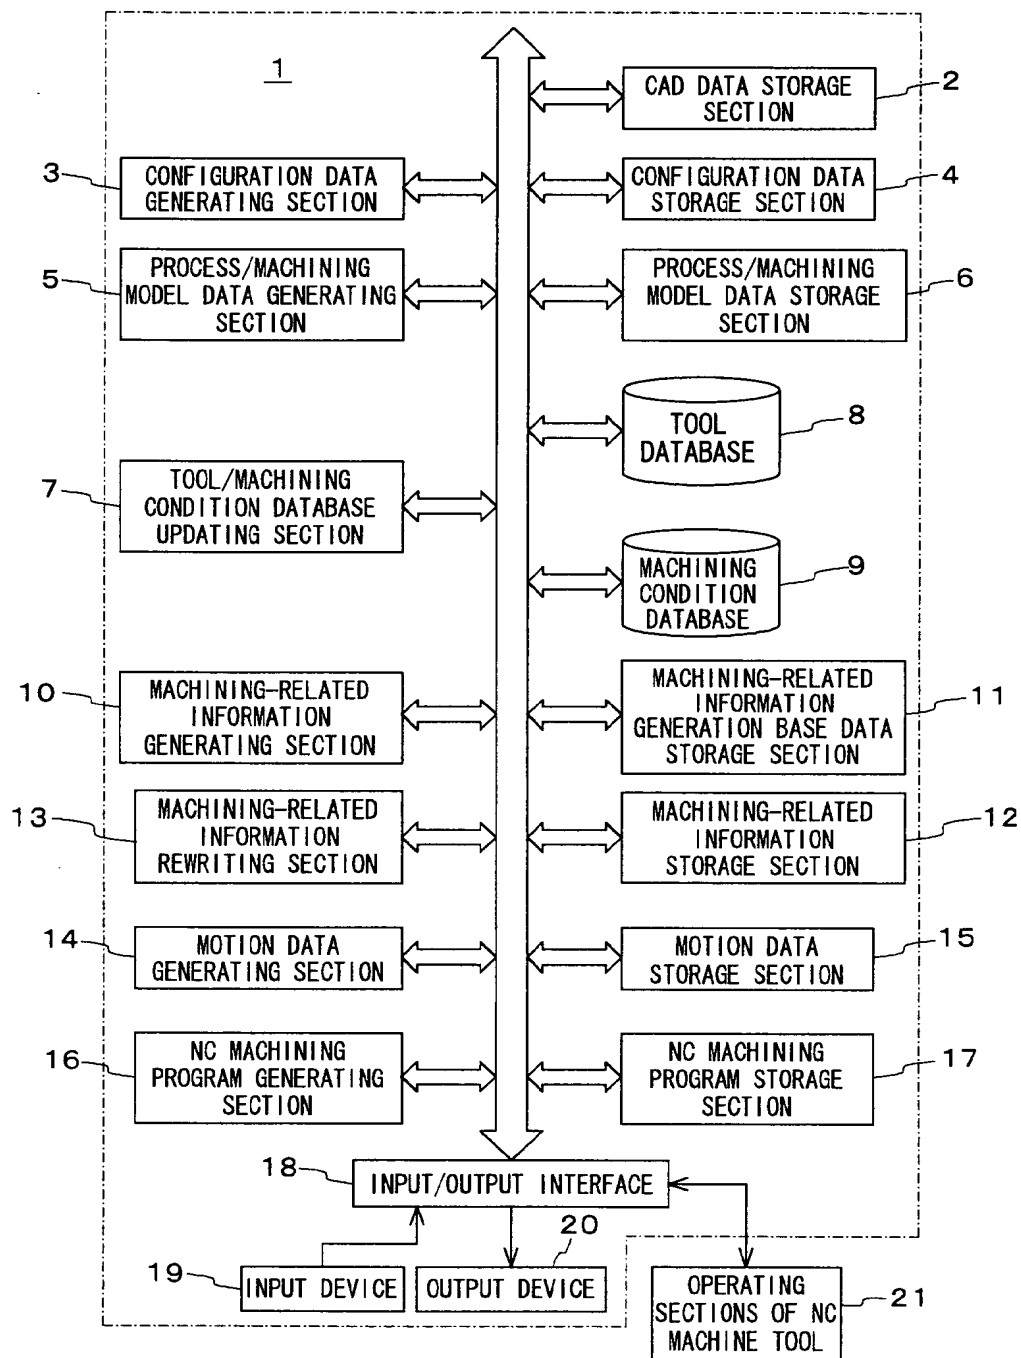 1
CAD DATA STORAGE
SECTION
2
3
CONFIGURATION DATA
GENERATING SECTION
CONFIGURATION DATA
STORAGE SECTION
4
5
PROCESS/MACHINING
MODEL DATA GENERATING
SECTION
PROCESS/MACHINING
MODEL DATA STORAGE
SECTION
6
TOOL
DATABASE
8
7
TOOL/MACHINING
CONDITION DATABASE
UPDATING SECTION
MACHINING
CONDITION
DATABASE
9
10
MACHINING-RELATED
INFORMATION
GENERATING SECTION
MACHINING-RELATED
INFORMATION
GENERATION BASE DATA
STORAGE SECTION
11
13
MACHINING-RELATED
INFORMATION
REWRITING SECTION
MACHINING-RELATED
INFORMATION
STORAGE SECTION
12
14
MOTION DATA
GENERATING SECTION
MOTION DATA
STORAGE SECTION
15
16
NC MACHINING
PROGRAM GENERATING
SECTION
NC MACHINING
PROGRAM STORAGE
SECTION
17
18
INPUT/OUTPUT INTERFACE
19
INPUT DEVICE
20
OUTPUT DEVICE
OPERATING
SECTIONS OF NC
MACHINE TOOL
21